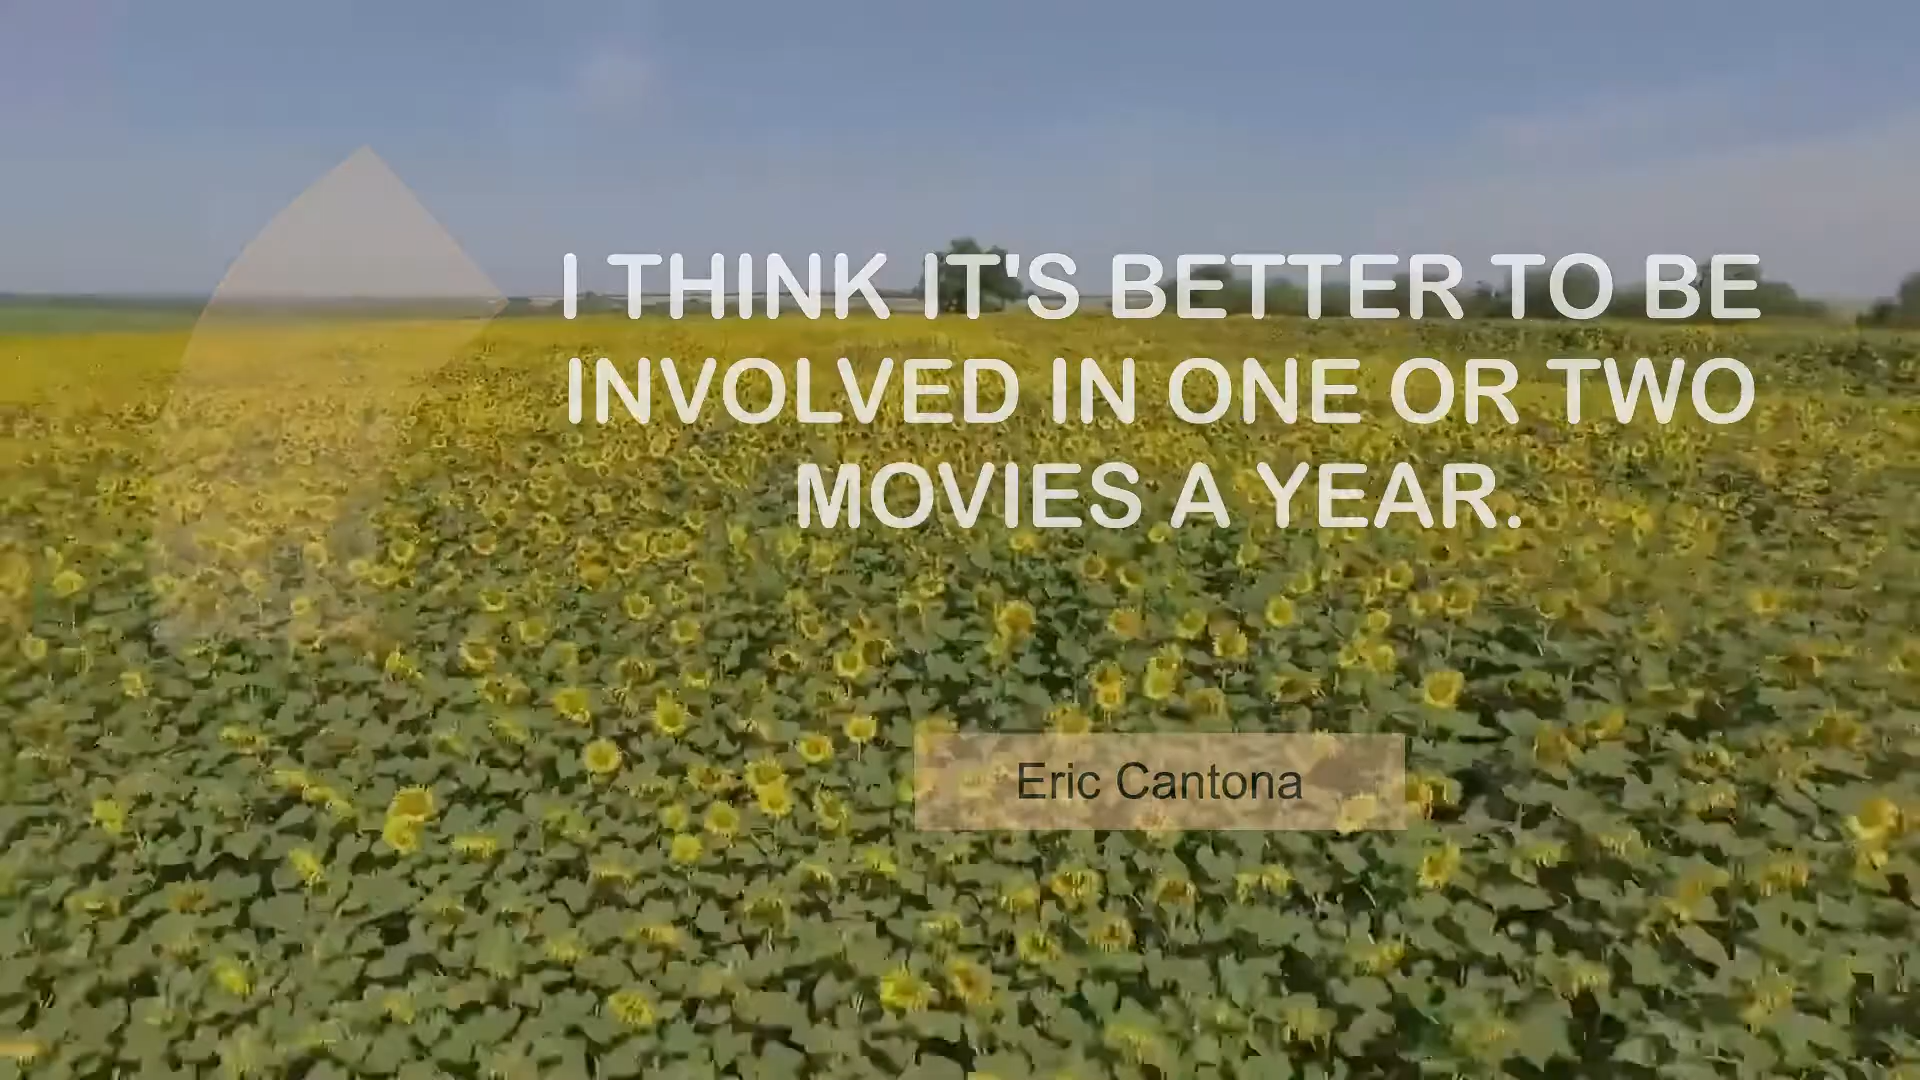 I THINK IT'S BETTER TO BE
INVOLVED IN ONE OR TWO
MOVIES A YEAR.
Eric Cantona